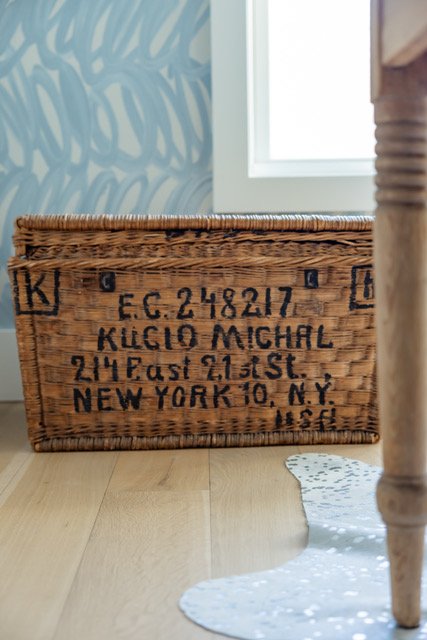 K C C K
E.C. 248217
KUCIO MICHAL
214 East 21st St.
NEW YORK 10, N.Y.
U.S.A.